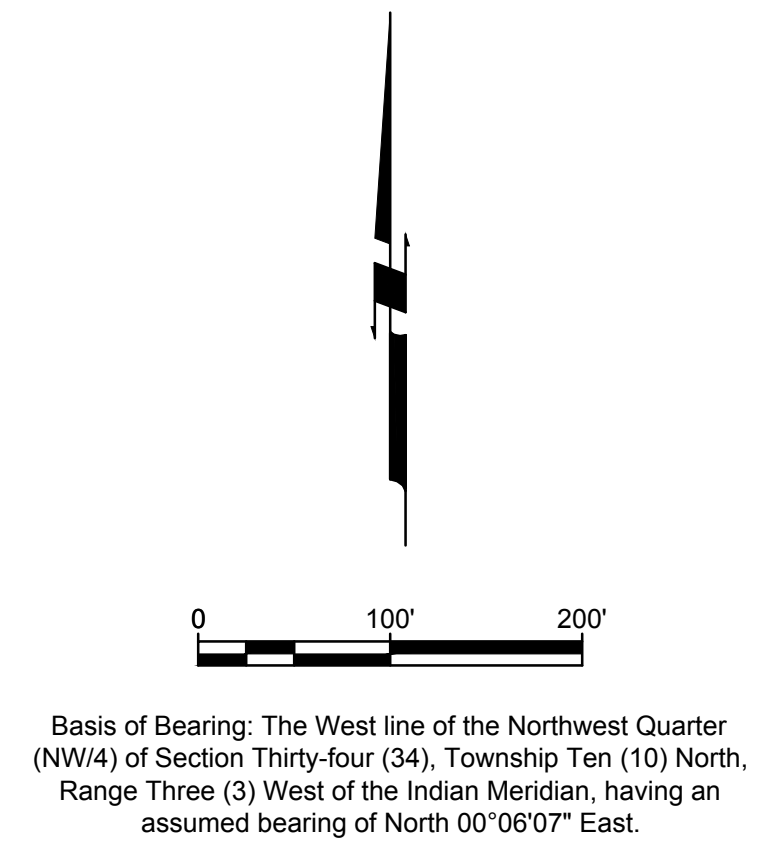 0 100' 200'
Basis of Bearing: The West line of the Northwest Quarter
(NW/4) of Section Thirty-four (34), Township Ten (10) North,
Range Three (3) West of the Indian Meridian, having an
assumed bearing of North 00°06'07" East.